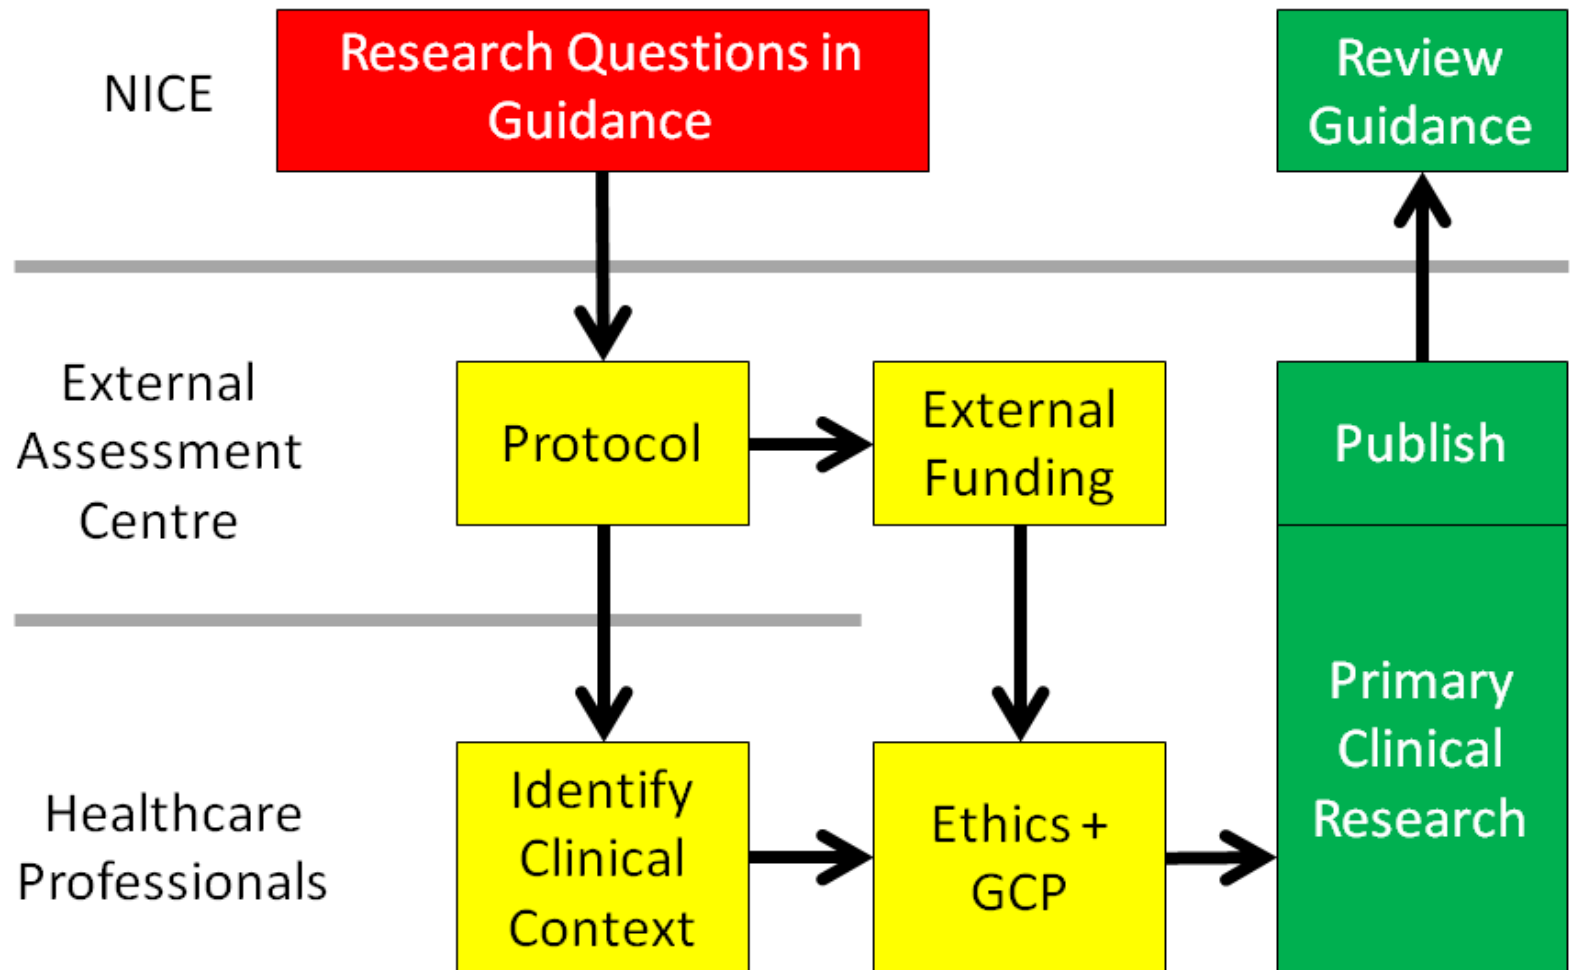 NICE
Research Questions in
Guidance
Review
Guidance
External
Assessment
Centre
Protocol
External
Funding
Publish
Healthcare
Professionals
Identify
Clinical
Context
Ethics +
GCP
Primary
Clinical
Research